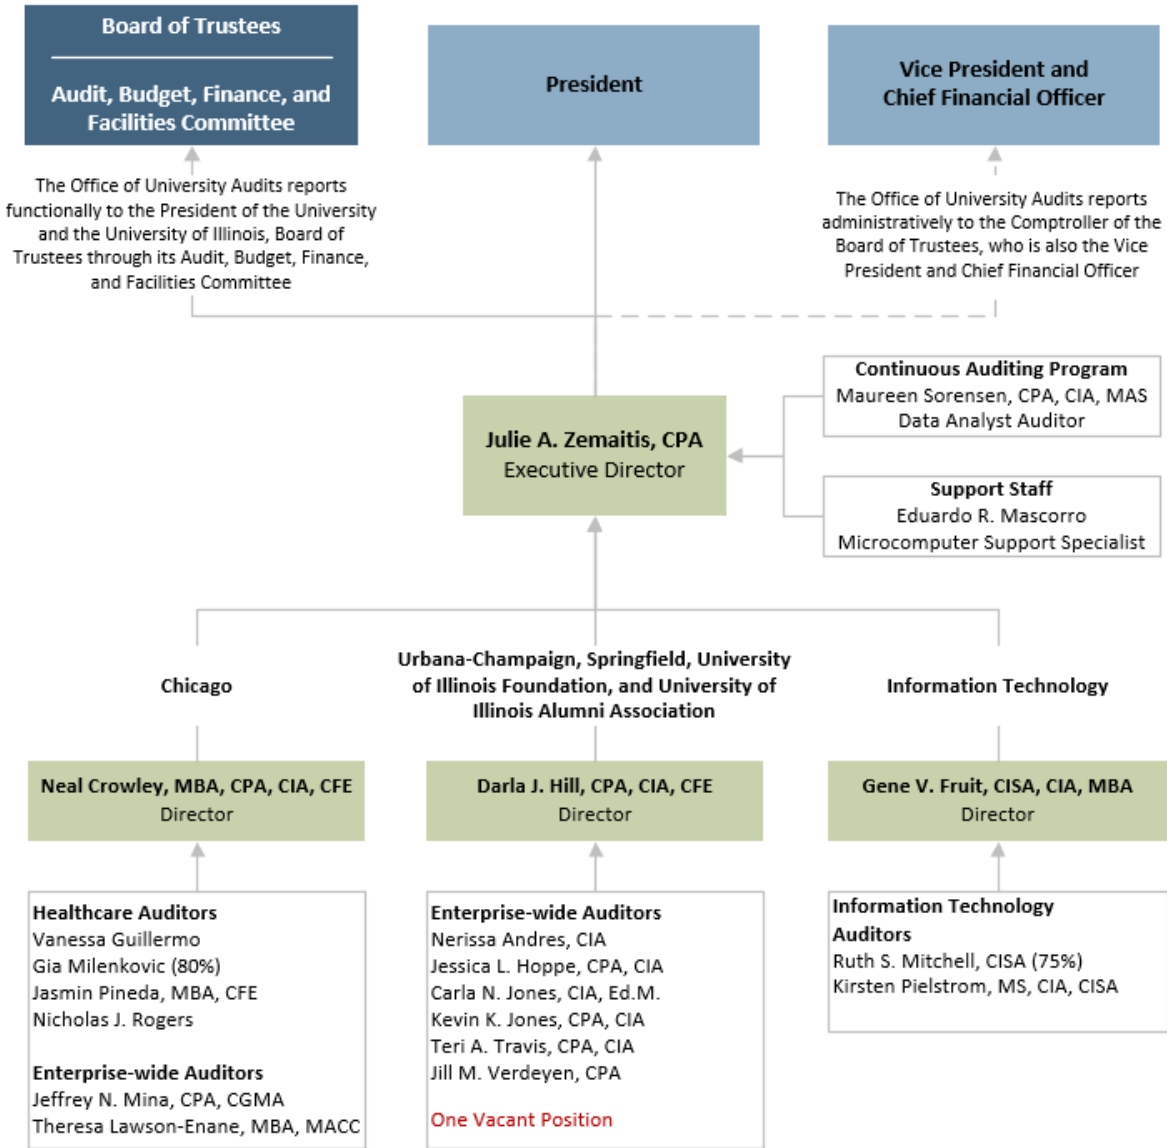 Board of Trustees
Audit, Budget, Finance, and
Facilities Committee
President
Vice President and
Chief Financial Officer
The Office of University Audits reports
functionally to the President of the University
and the University of Illinois, Board of
Trustees through its Audit, Budget, Finance,
and Facilities Committee
The Office of University Audits reports
administratively to the Comptroller of the
Board of Trustees, who is also the Vice
President and Chief Financial Officer
Continuous Auditing Program
Maureen Sorensen, CPA, CIA, MAS
Data Analyst Auditor
Julie A. Zemaitis, CPA
Executive Director
Support Staff
Eduardo R. Mascorro
Microcomputer Support Specialist
Chicago
Urbana-Champaign, Springfield, University
of Illinois Foundation, and University of
Illinois Alumni Association
Information Technology
Neal Crowley, MBA, CPA, CIA, CFE
Director
Darla J. Hill, CPA, CIA, CFE
Director
Gene V. Fruit, CISA, CIA, MBA
Director
Healthcare Auditors
Vanessa Guillermo
Gia Milenkovic (80%)
Jasmin Pineda, MBA, CFE
Nicholas J. Rogers
Enterprise-wide Auditors
Jeffrey N. Mina, CPA, CGMA
Theresa Lawson-Enane, MBA, MACC
Enterprise-wide Auditors
Nerissa Andres, CIA
Jessica L. Hoppe, CPA, CIA
Carla N. Jones, CIA, Ed.M.
Kevin K. Jones, CPA, CIA
Teri A. Travis, CPA, CIA
Jill M. Verdeyen, CPA
One Vacant Position
Information Technology
Auditors
Ruth S. Mitchell, CISA (75%)
Kirsten Pielstrom, MS, CIA, CISA